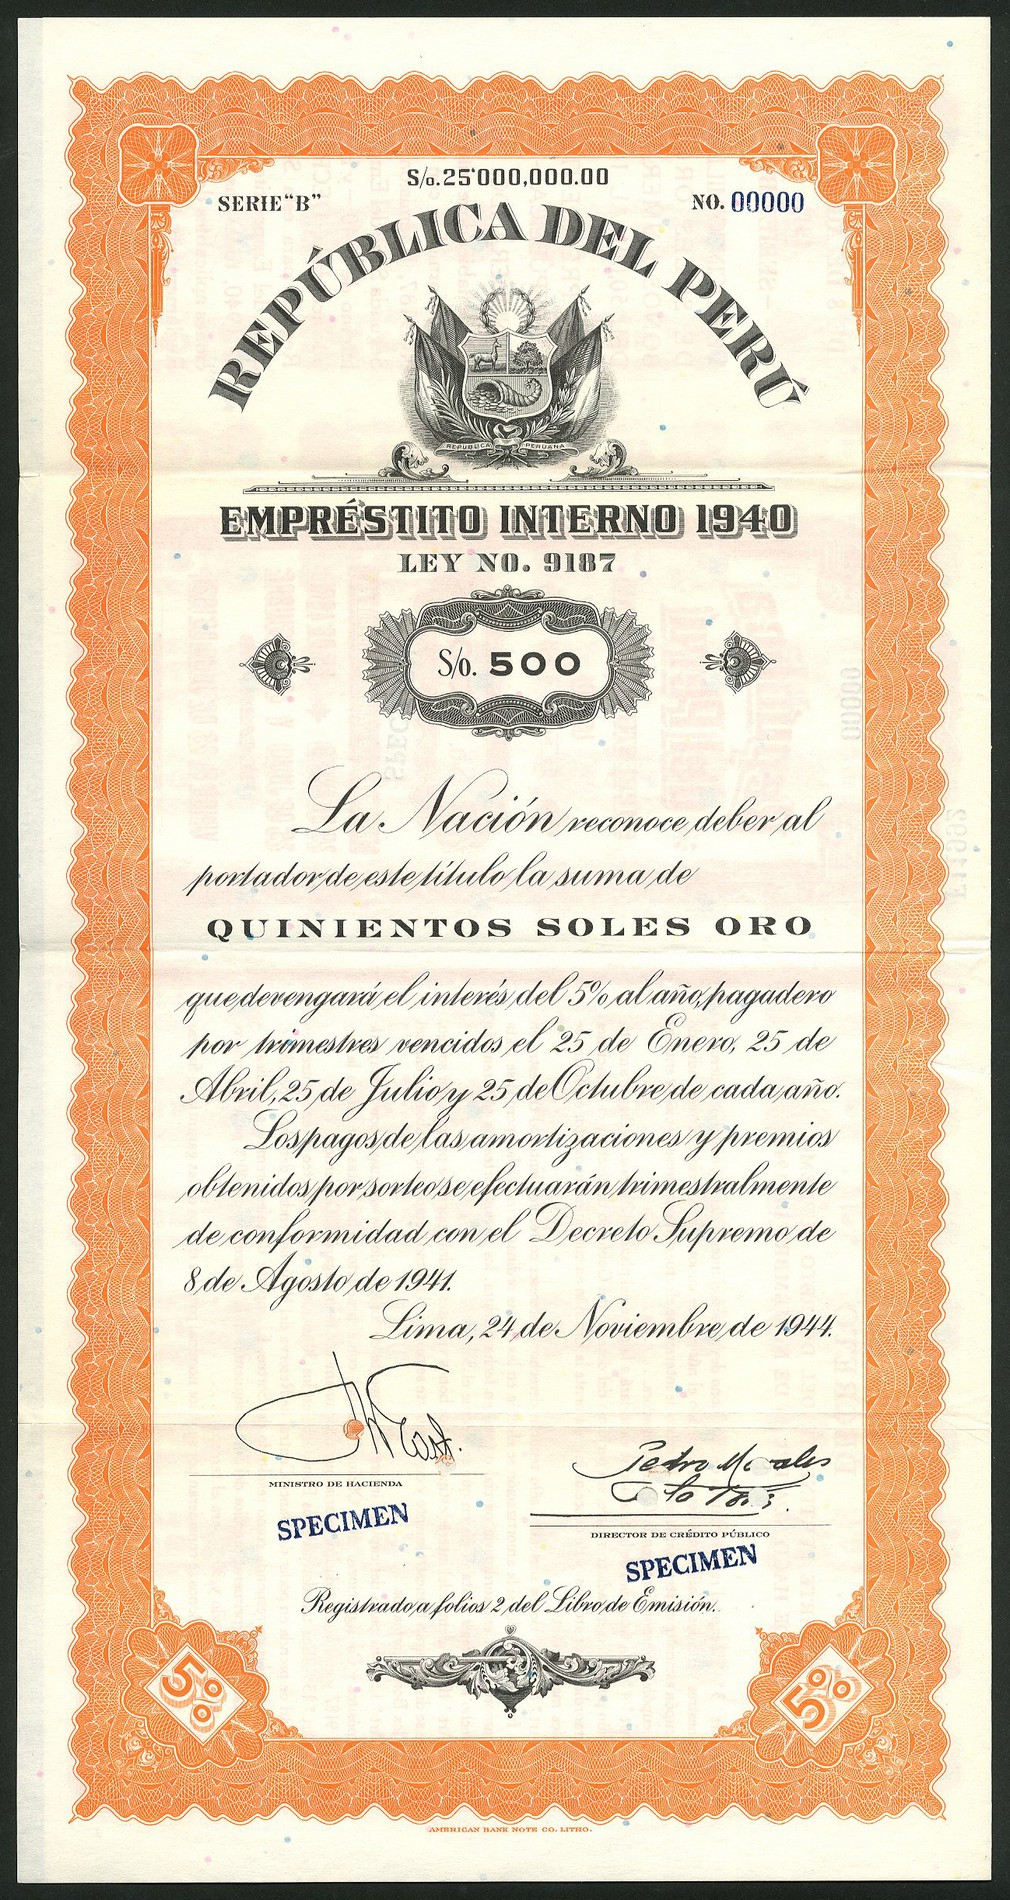 S/o. 25'000,000.00
SERIE "B"
NO. 00000
REPÚBLICA DEL PERÚ
REPUBLICA PERUANA
EMPRÉSTITO INTERNO 1940
LEY NO. 9187
S/o. 500
La Nación reconoce deber al
portador de este título la suma de
QUINIENTOS SOLES ORO
que devengará el interés del 5% al año, pagadero
por trimestres vencidos el 25 de Enero, 25 de
Abril, 25 de Julio y 25 de Octubre de cada año.
Los pagos de las amortizaciones y premios
obtenidos por sorteo se efectuarán trimestralmente
de conformidad con el Decreto Supremo de
8 de Agosto de 1941.
Lima, 24 de Noviembre de 1944.
Pedro Morales
MINISTRO DE HACIENDA
SPECIMEN
DIRECTOR DE CRÉDITO PÚBLICO
SPECIMEN
Registrado a folios 2 del Libro de Emisión.
5%
5%
AMERICAN BANK NOTE CO. LITHO.